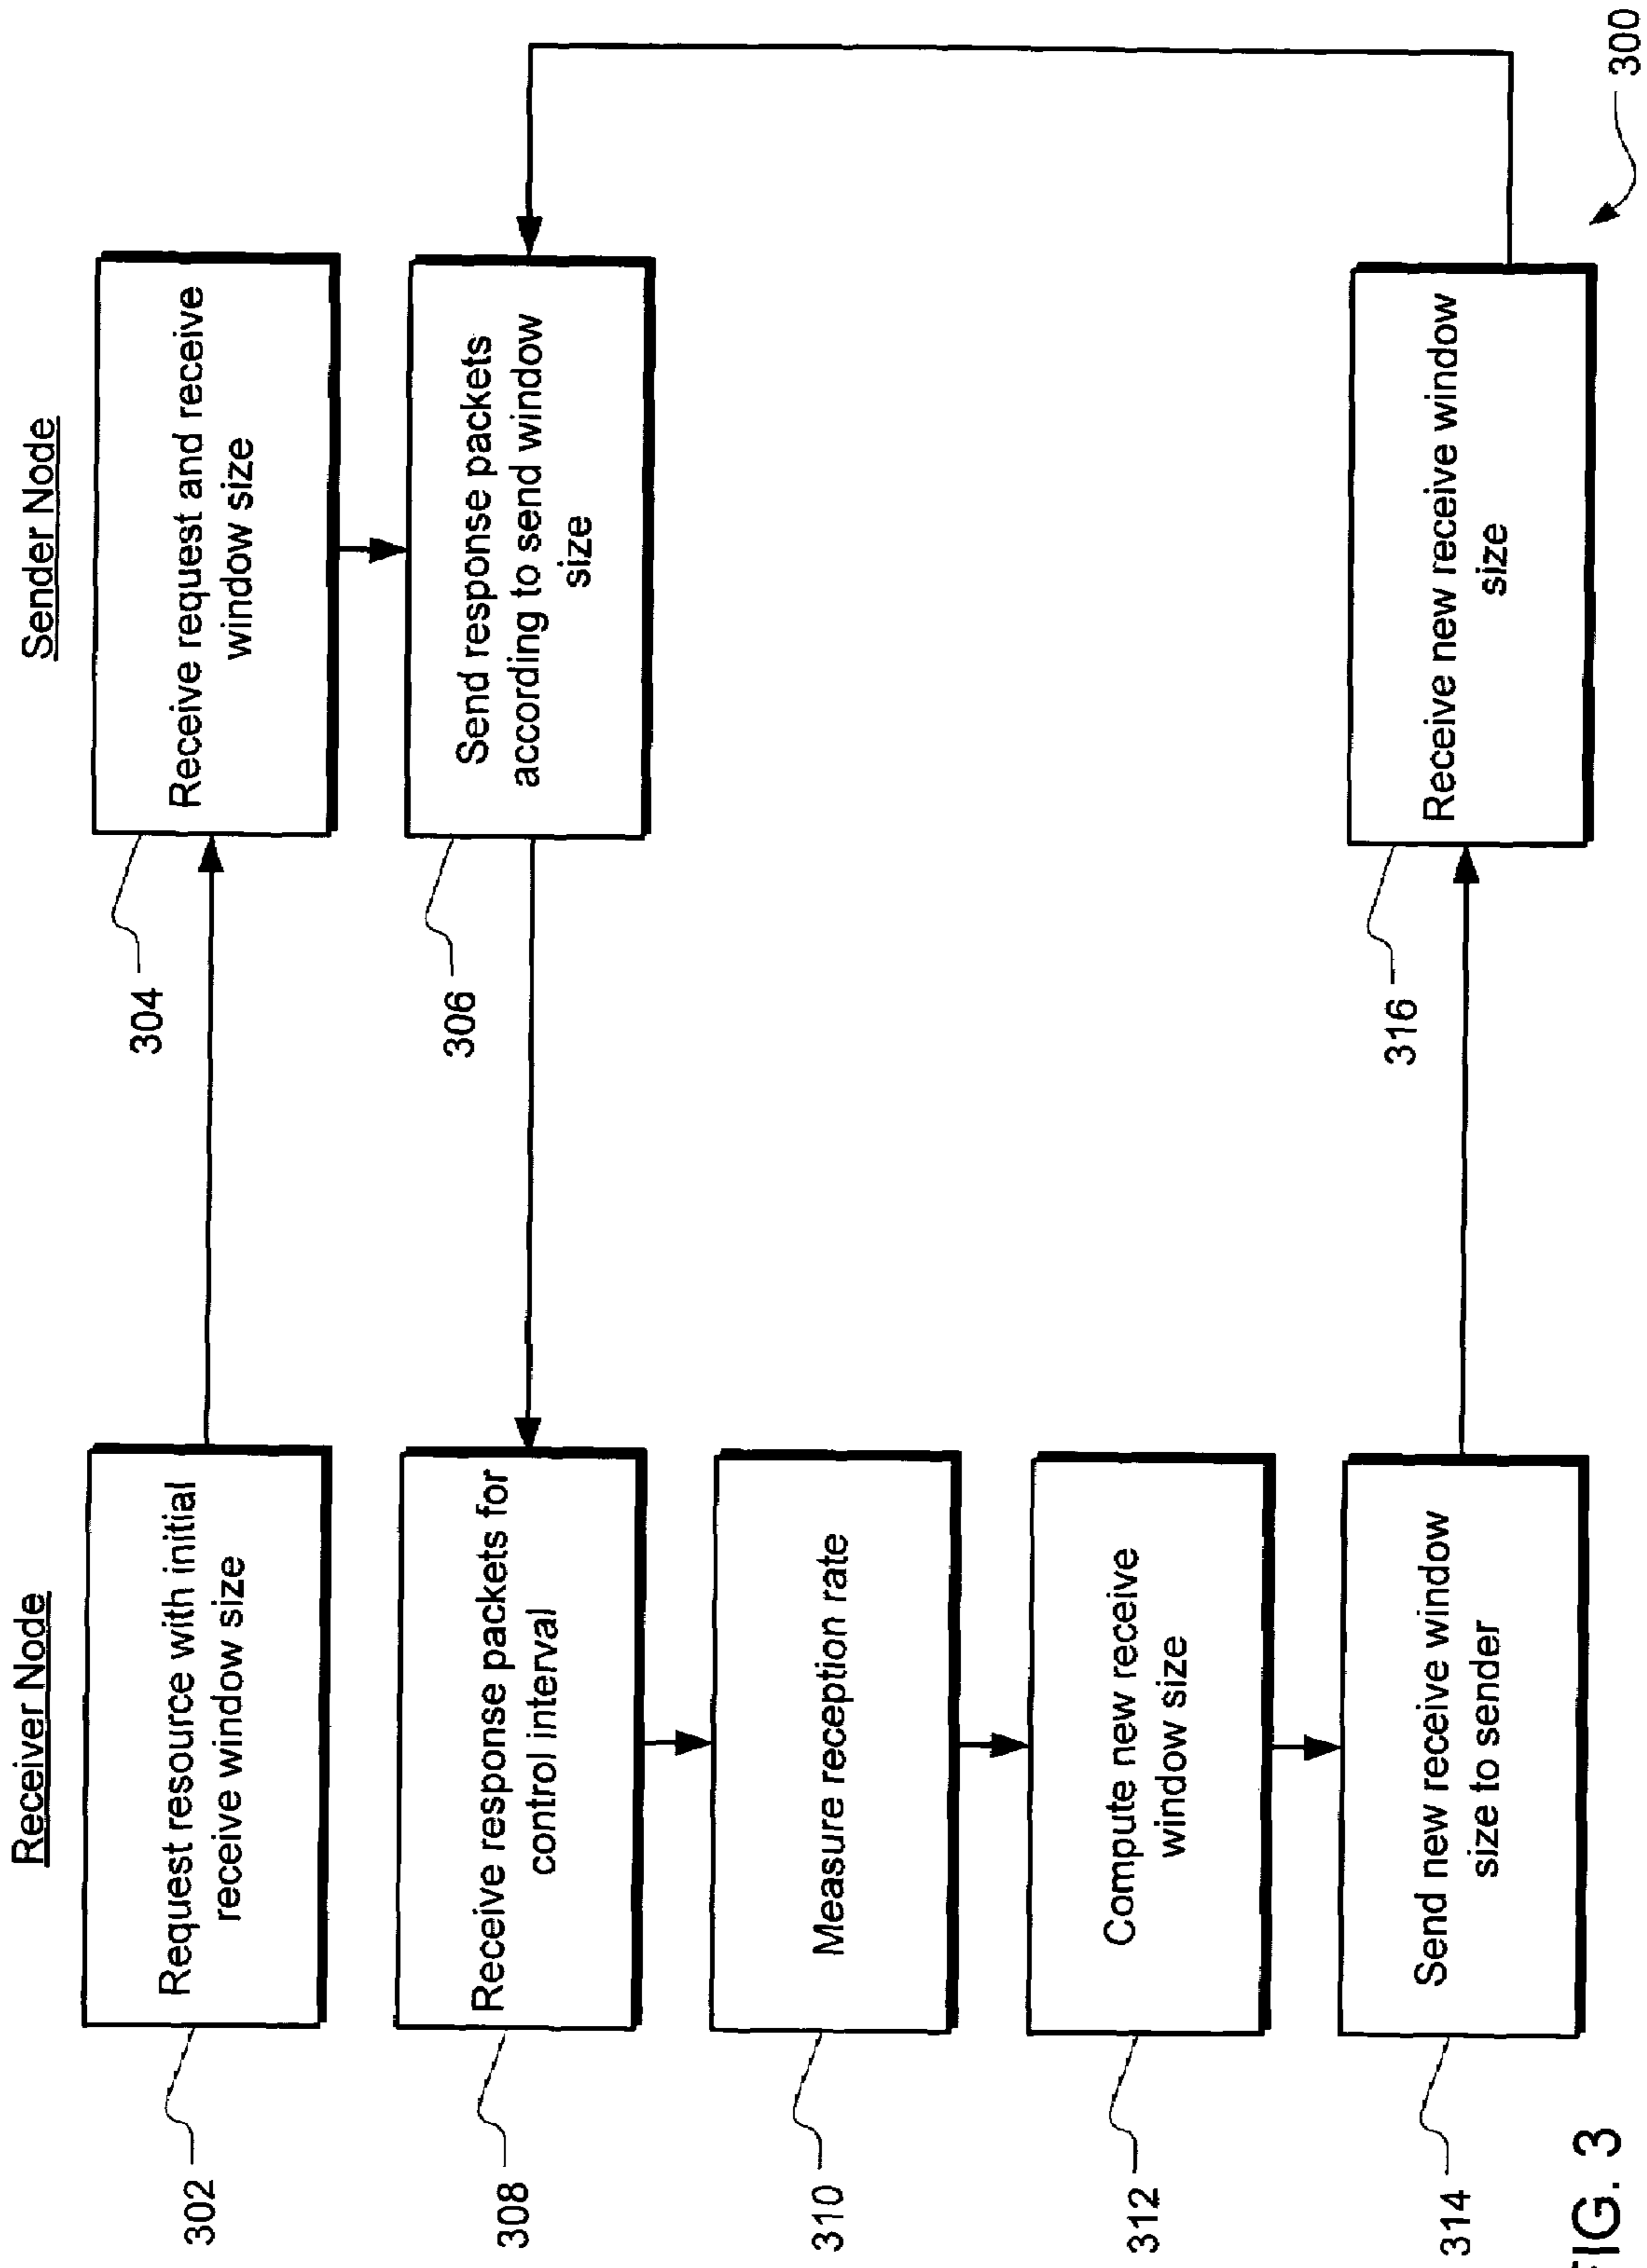 Receiver Node
Sender Node
302
Request resource with initial
receive window size
304
Receive request and receive
window size
306
Send response packets
according to send window
size
308
Receive response packets for
control interval
310
Measure reception rate
312
Compute new receive
window size
314
Send new receive window
size to sender
316
Receive new receive window
size
300
FIG. 3